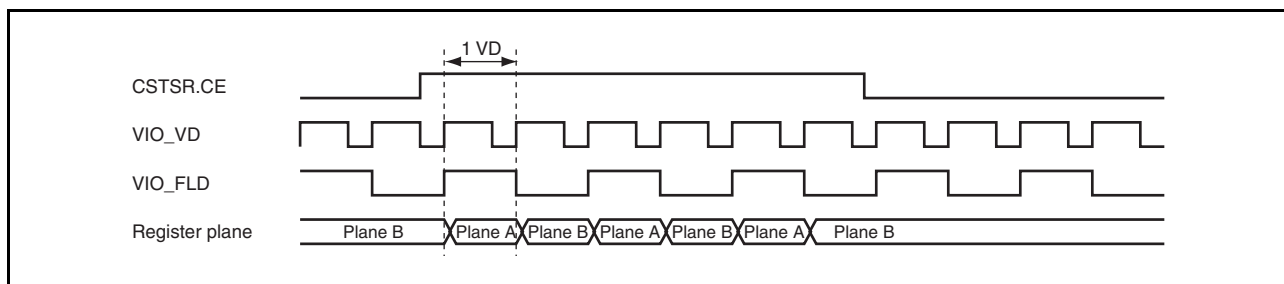 1 VD
CSTSR.CE
VIO_VD
VIO_FLD
Register plane Plane B Plane A Plane B Plane A Plane B Plane A Plane B